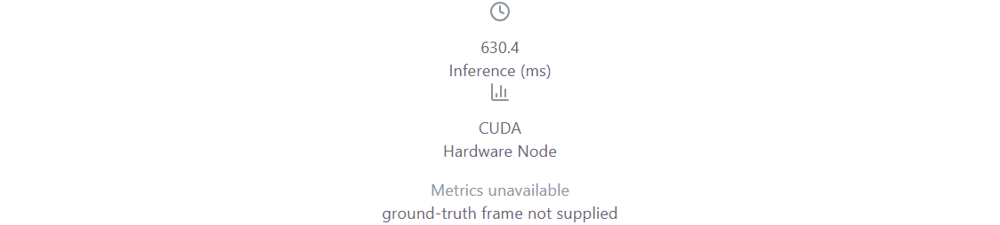 630.4
Inference (ms)
CUDA
Hardware Node
Metrics unavailable
ground-truth frame not supplied